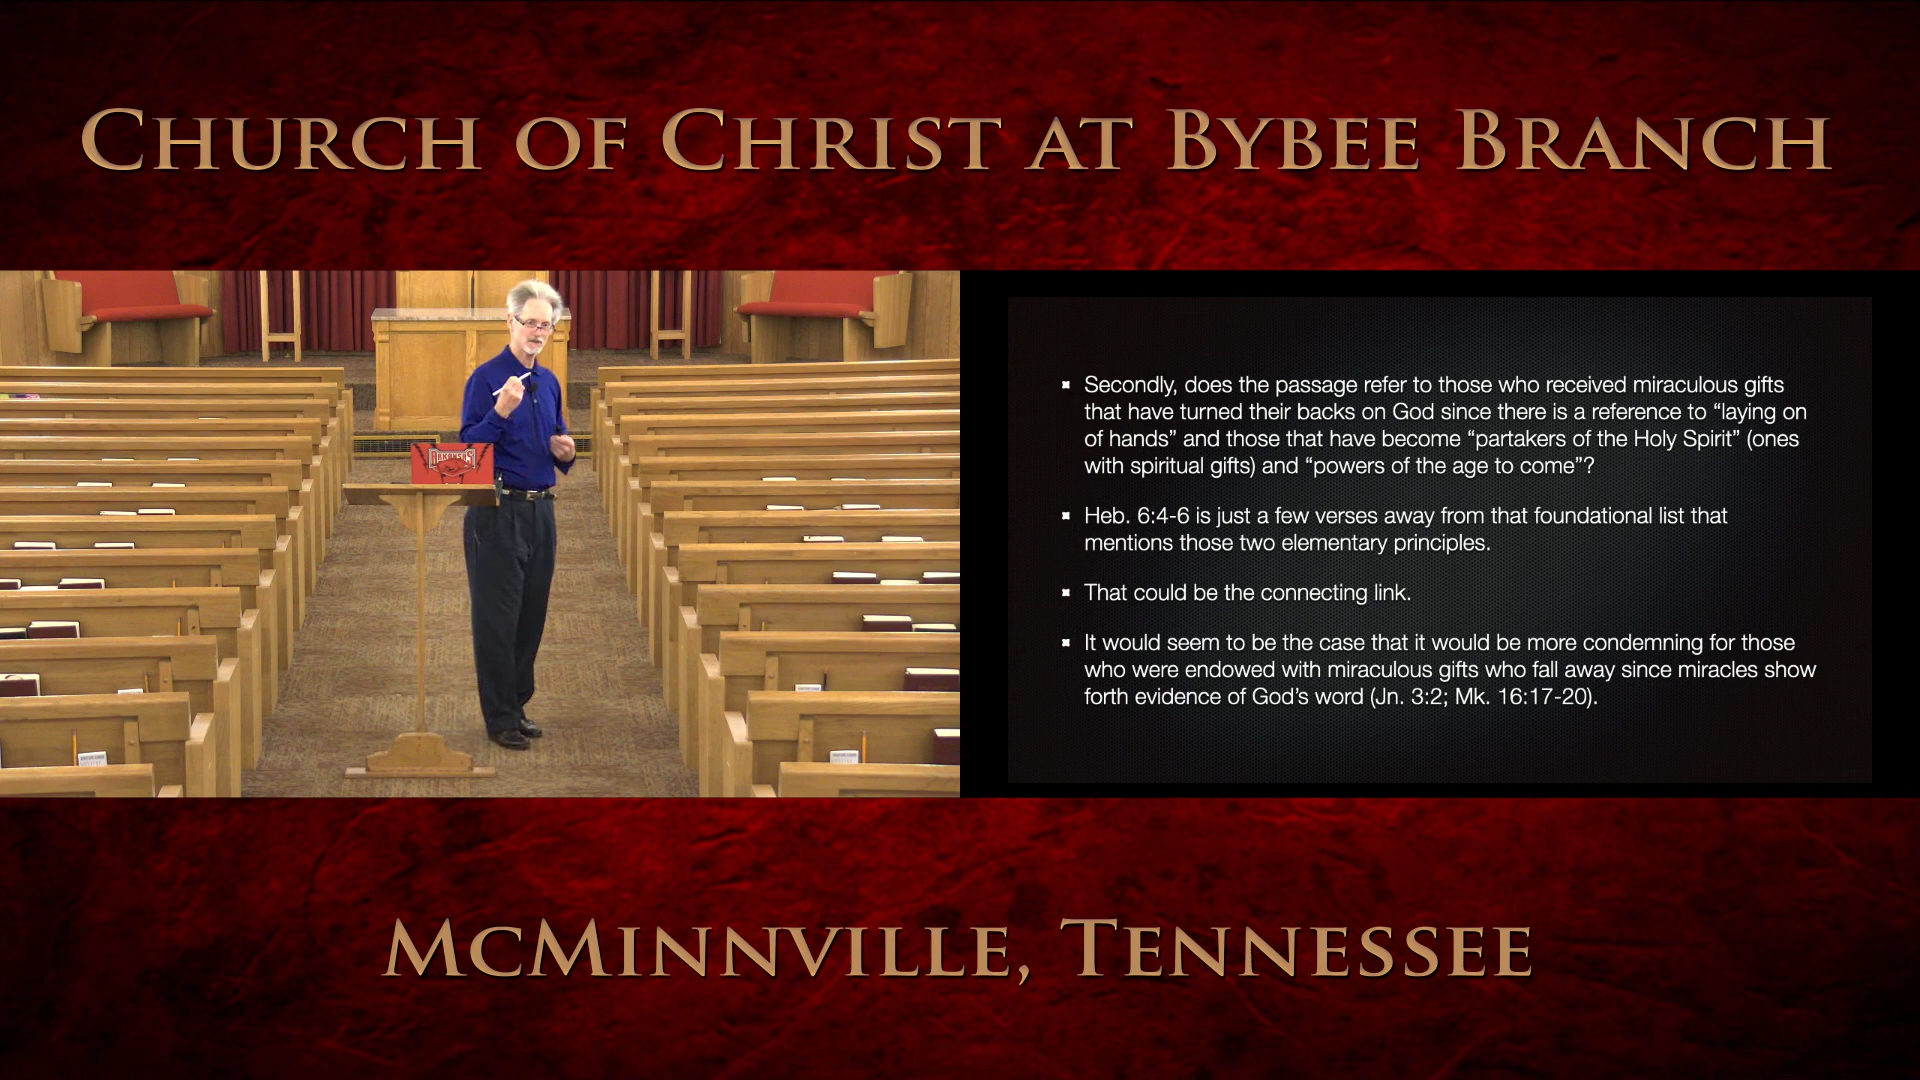 CHURCH OF CHRIST AT BYBEE BRANCH
ARKANSAS
Secondly, does the passage refer to those who received miraculous gifts
that have turned their backs on God since there is a reference to “laying on
of hands” and those that have become “partakers of the Holy Spirit” (ones
with spiritual gifts) and “powers of the age to come”?
Heb. 6:4-6 is just a few verses away from that foundational list that
mentions those two elementary principles.
That could be the connecting link.
It would seem to be the case that it would be more condemning for those
who were endowed with miraculous gifts who fall away since miracles show
forth evidence of God’s word (Jn. 3:2; Mk. 16:17-20).
MCMINNVILLE, TENNESSEE